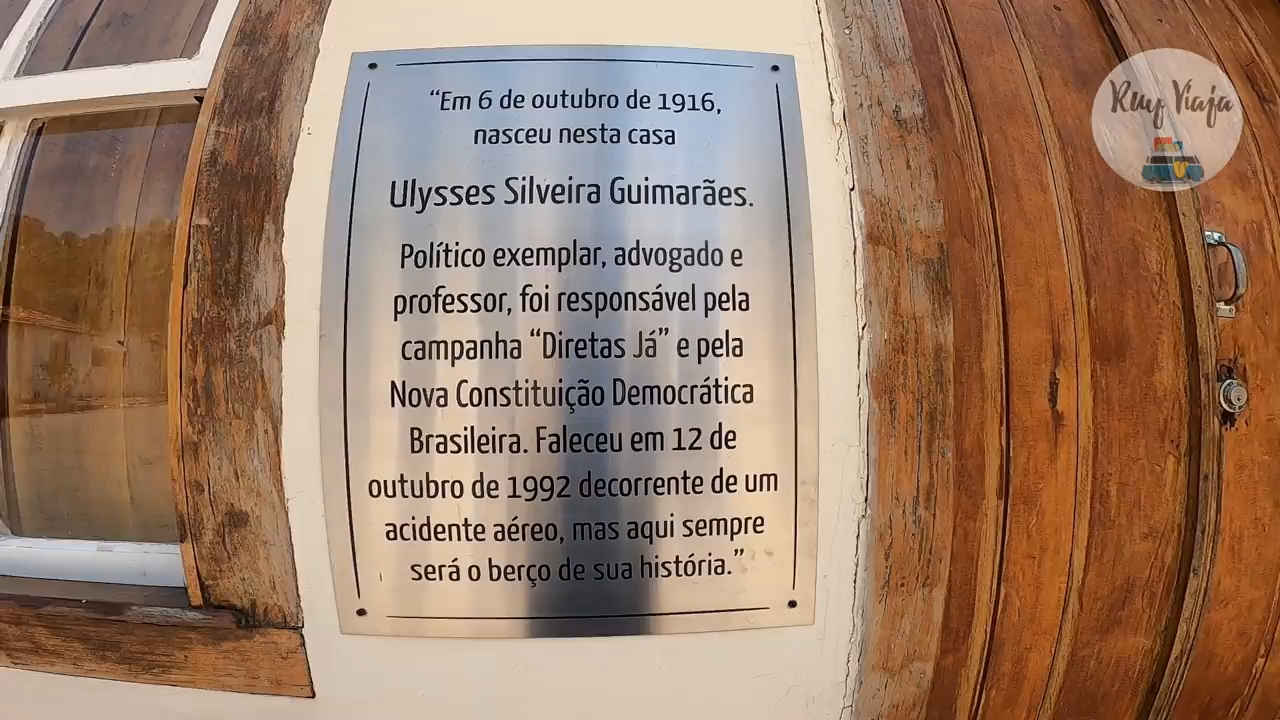 “Em 6 de outubro de 1916,
nasceu nesta casa
Ulysses Silveira Guimarães.
Político exemplar, advogado e
professor, foi responsável pela
campanha “Diretas Já” e pela
Nova Constituição Democrática
Brasileira. Faleceu em 12 de
outubro de 1992 decorrente de um
acidente aéreo, mas aqui sempre
será o berço de sua história.”
Ruy Viaja